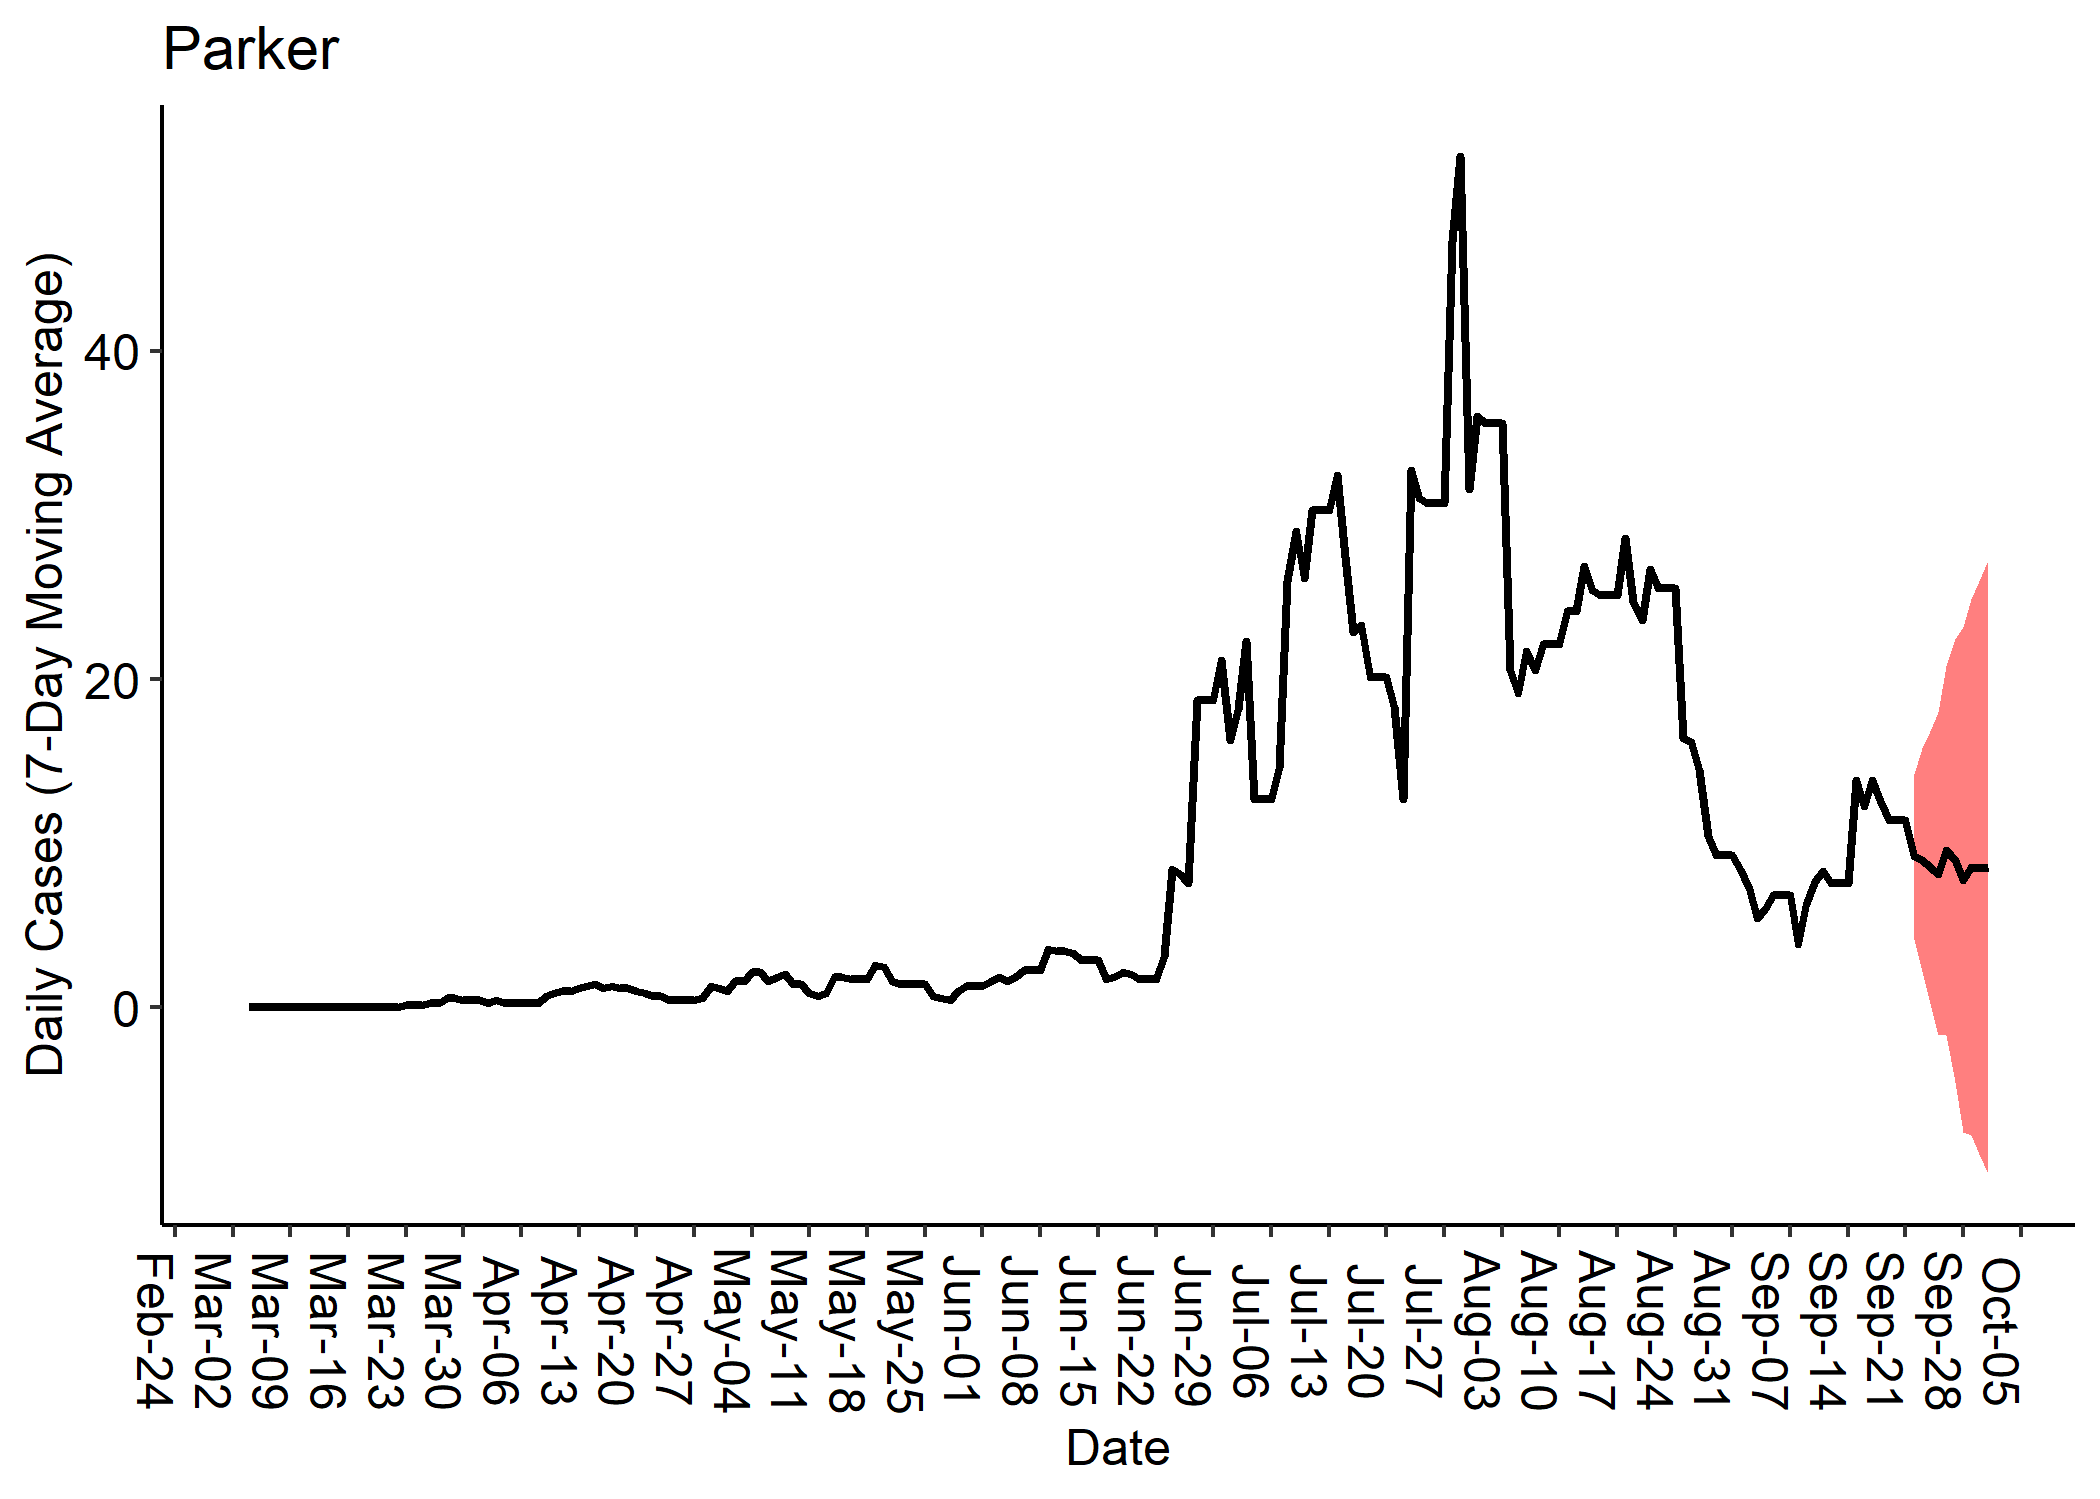 Parker
Daily Cases (7-Day Moving Average)
40
20
0
Feb-24
Mar-02
Mar-09
Mar-16
Mar-23
Mar-30
Apr-06
Apr-13
Apr-20
Apr-27
May-04
May-11
May-18
May-25
Jun-01
Jun-08
Jun-15
Jun-22
Jun-29
Jul-06
Jul-13
Jul-20
Jul-27
Aug-03
Aug-10
Aug-17
Aug-24
Aug-31
Sep-07
Sep-14
Sep-21
Sep-28
Oct-05
Date